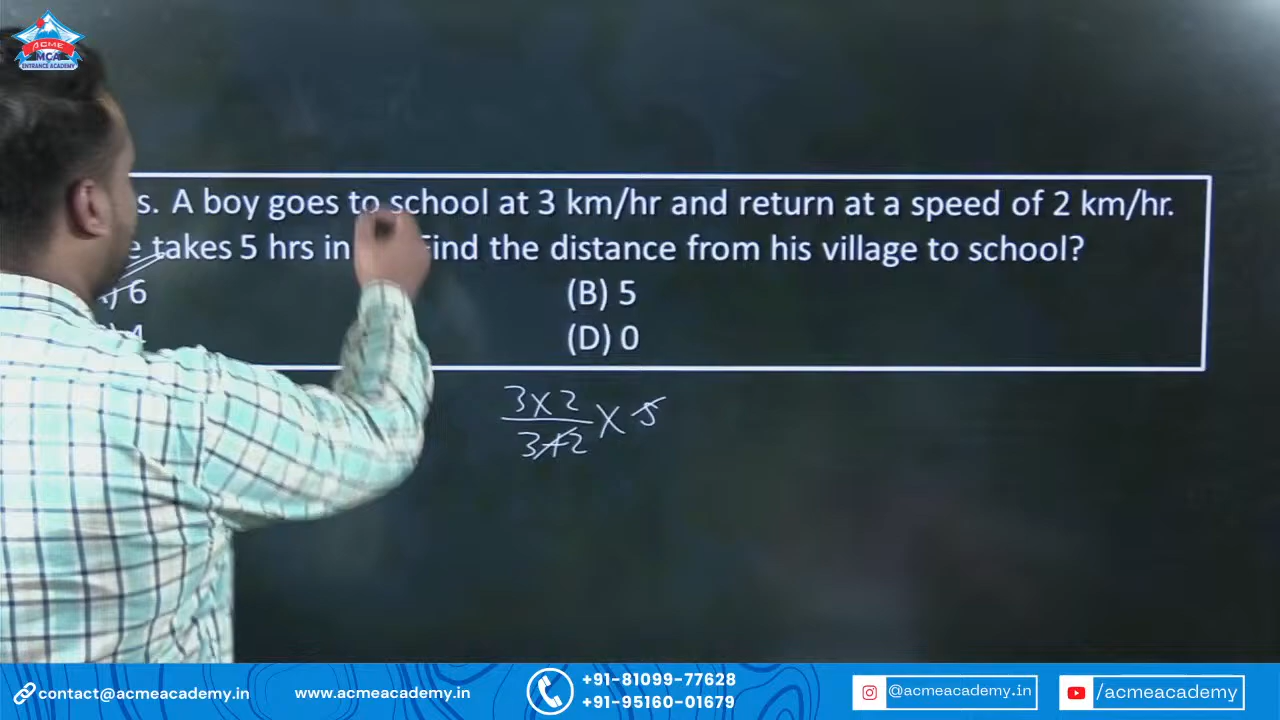 ACME
MCA
ENTRANCE ACADEMY
s. A boy goes to school at 3 km/hr and return at a speed of 2 km/hr.
e takes 5 hrs in find the distance from his village to school?
) 6 (B) 5
) 4 (D) 0
3x2
3+2
x 5
contact@acmeacademy.in
www.acmeacademy.in
+91-81099-77628
+91-95160-01679
@acmeacademy.in
/acmeacademy